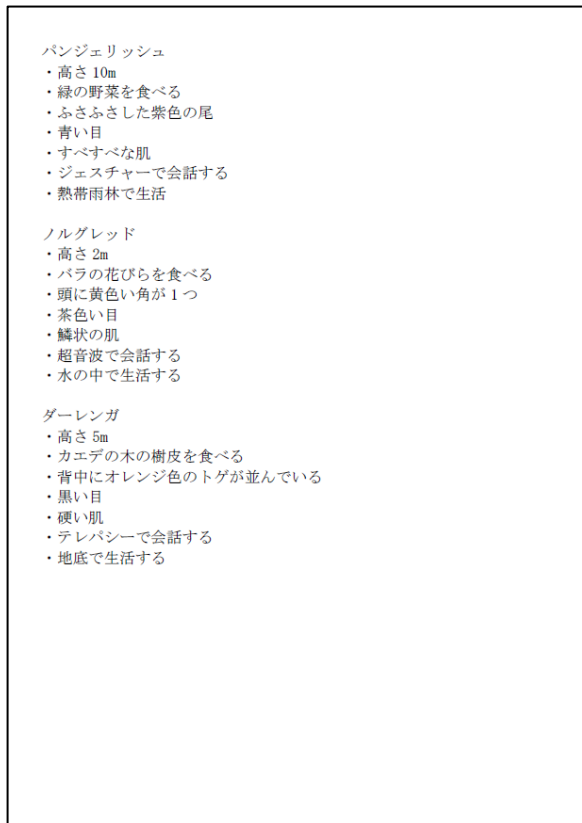 パンジェリッシュ
・高さ 10m
・緑の野菜を食べる
・ふさふさした紫色の尾
・青い目
・すべすべな肌
・ジェスチャーで会話する
・熱帯雨林で生活
ノルグレッド
・高さ 2m
・バラの花びらを食べる
・頭に黄色い角が 1 つ
・茶色い目
・鱗状の肌
・超音波で会話する
・水の中で生活する
ダーレンガ
・高さ 5m
・カエデの木の樹皮を食べる
・背中にオレンジ色のトゲが並んでいる
・黒い目
・硬い肌
・テレパシーで会話する
・地底で生活する